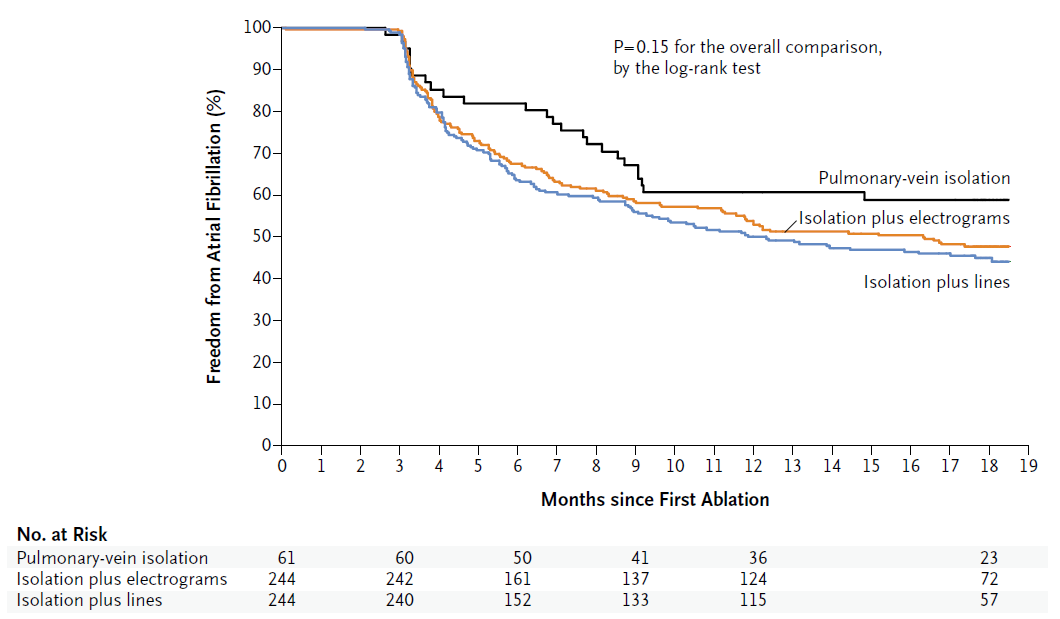 100
90
80
70
60
50
40
30
20
10
0
Freedom from Atrial Fibrillation (%)
P=0.15 for the overall comparison,
by the log-rank test
Pulmonary-vein isolation
Isolation plus electrograms
Isolation plus lines
0 1 2 3 4 5 6 7 8 9 10 11 12 13 14 15 16 17 18 19
Months since First Ablation
No. at Risk
Pulmonary-vein isolation 61 60 50 41 36 23
Isolation plus electrograms 244 242 161 137 124 72
Isolation plus lines 244 240 152 133 115 57